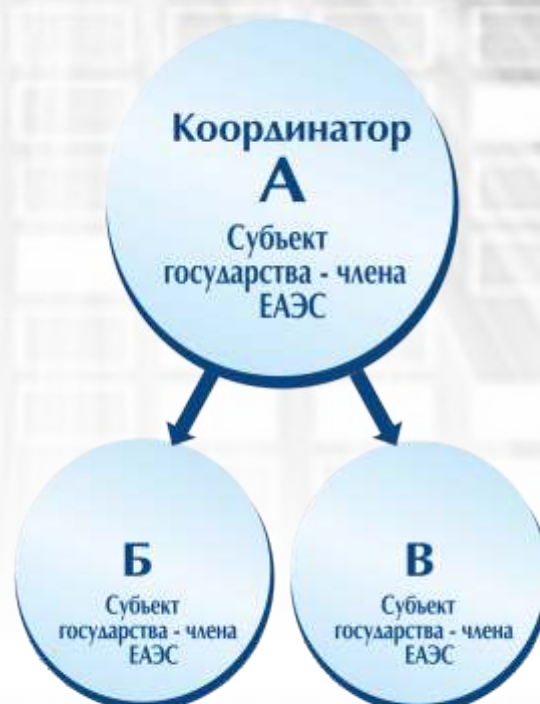 Координатор
А
Субъект
государства - члена
ЕАЭС
Б
Субъект
государства - члена
ЕАЭС
В
Субъект
государства - члена
ЕАЭС